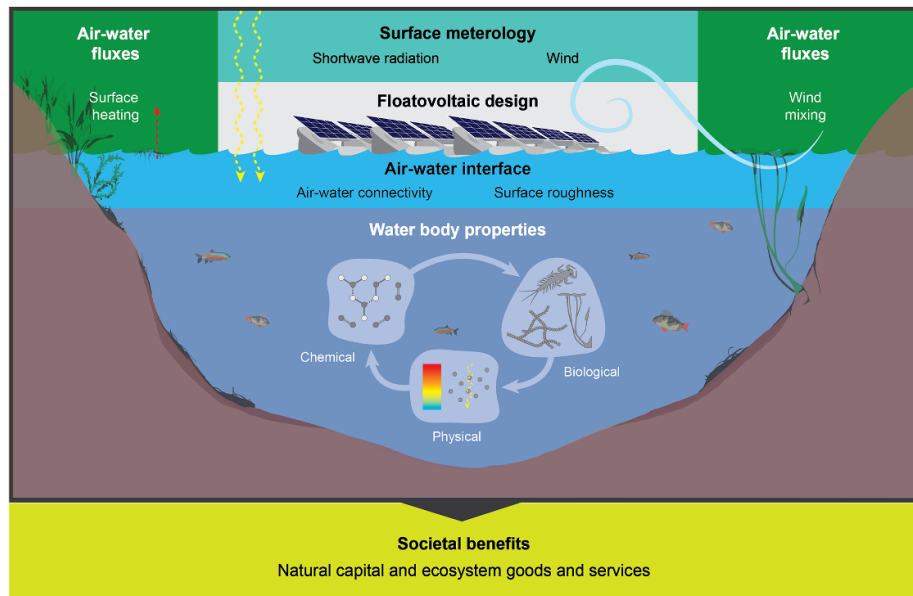 Air-water
fluxes
Surface meterology
Shortwave radiation
Wind
Air-water
fluxes
Surface
heating
Floatovoltaic design
Wind
mixing
Air-water interface
Air-water connectivity
Surface roughness
Water body properties
Chemical
Biological
Physical
Societal benefits
Natural capital and ecosystem goods and services